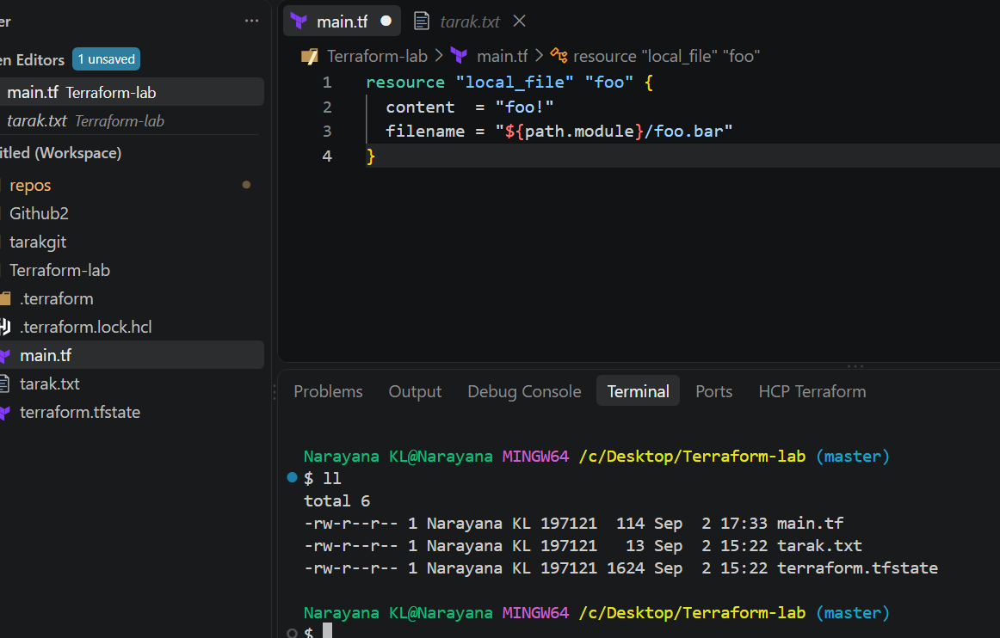 er
···
en Editors 1 unsaved
main.tf Terraform-lab
tarak.txt Terraform-lab
itled (Workspace)
repos
Github2
tarakgit
Terraform-lab
.terraform
.terraform.lock.hcl
main.tf
tarak.txt
terraform.tfstate
main.tf
tarak.txt
Terraform-lab > main.tf > resource "local_file" "foo"
1 resource "local_file" "foo" {
2   content  = "foo!"
3   filename = "${path.module}/foo.bar"
4 }
Problems Output Debug Console Terminal Ports HCP Terraform
Narayana KL@Narayana MINGW64 /c/Desktop/Terraform-lab (master)
$ ll
total 6
-rw-r--r-- 1 Narayana KL 197121  114 Sep  2 17:33 main.tf
-rw-r--r-- 1 Narayana KL 197121   13 Sep  2 15:22 tarak.txt
-rw-r--r-- 1 Narayana KL 197121 1624 Sep  2 15:22 terraform.tfstate
Narayana KL@Narayana MINGW64 /c/Desktop/Terraform-lab (master)
$